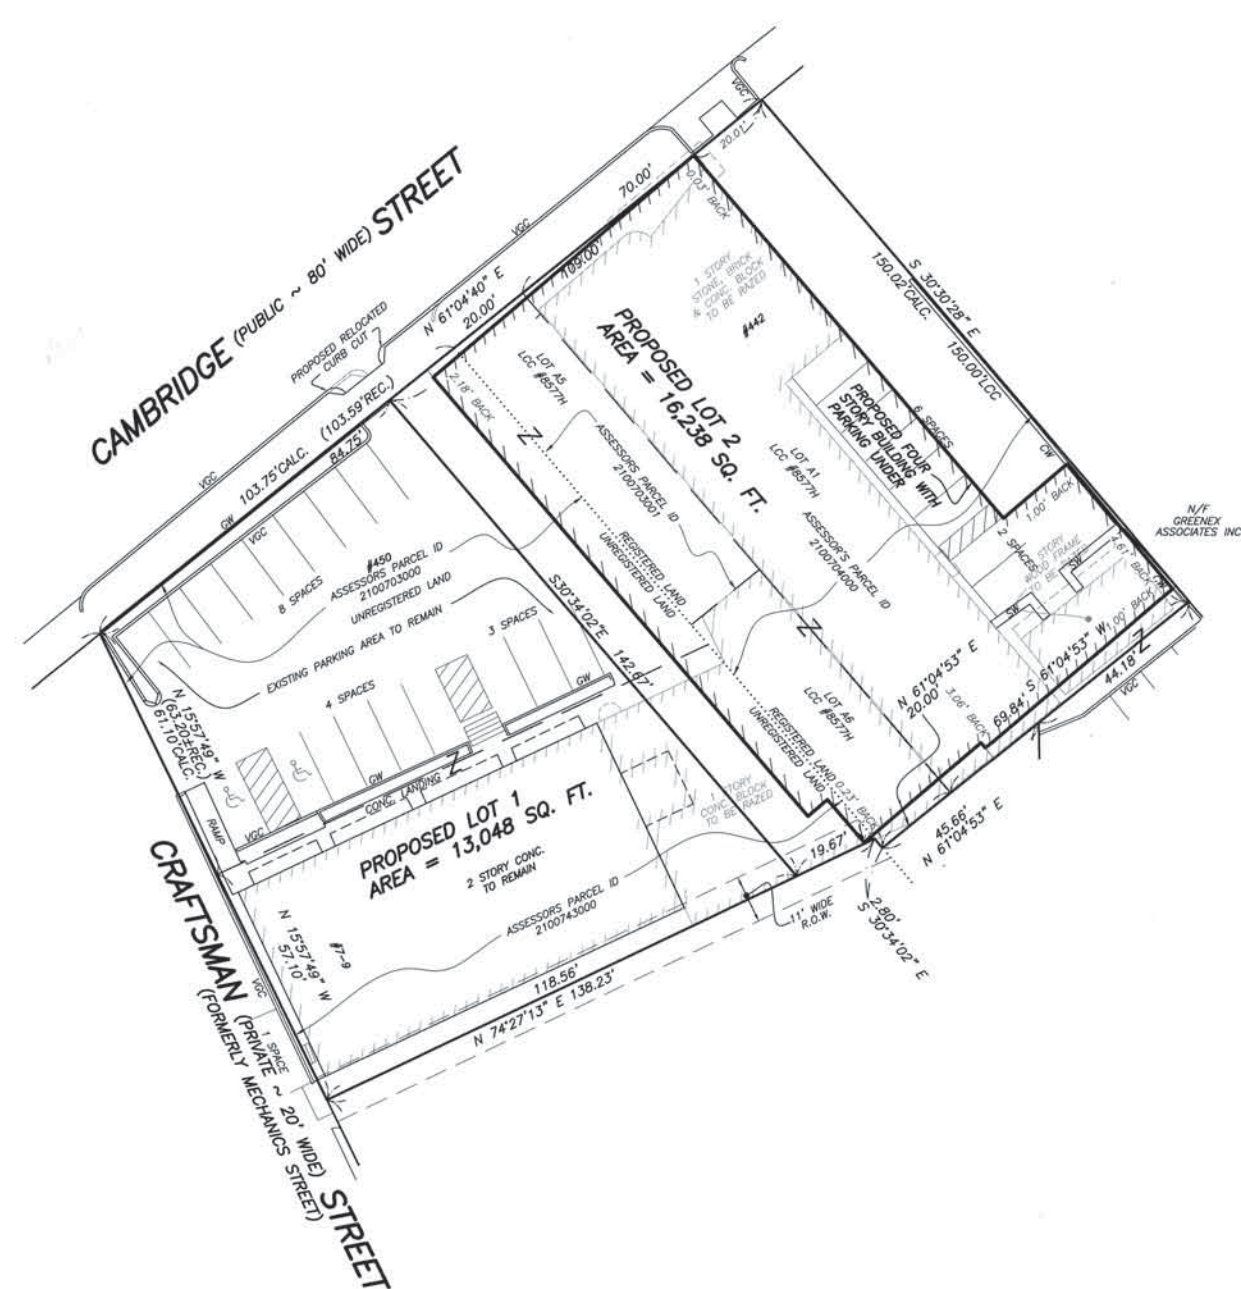 CAMBRIDGE (PUBLIC ~ 80' WIDE) STREET
VGC
VGC
VGC
PROPOSED RELOCATED
CURB CUT
N 61°04'40" E
20.00'
109.00'
70.00'
20.01'
0.03' BACK
103.75'CALC. (103.59'REC.)
84.75'
GW
VGC
2.18' BACK
LOT A5
LCC #8577H
1 STORY
STONE, BRICK
& CONC. BLOCK
TO BE RAZED
#442
S 30°30'28" E
150.02'CALC. 150.00'LCC
PROPOSED LOT 2
AREA = 16,238 SQ. FT.
PROPOSED FOUR
STORY BUILDING WITH
PARKING UNDER
6 SPACES
CW
LOT A1
LCC #8577H
ASSESSORS PARCEL ID
2100703001
ASSESSOR'S PARCEL ID
2100704000
REGISTERED LAND
UNREGISTERED LAND
1.00' BACK
2 SPACES
STORY
WOOD FRAME
SW
SW
4.61' BACK
1.00' BACK
N/F
GREENEX
ASSOCIATES INC
#450
ASSESSORS PARCEL ID
2100703000
UNREGISTERED LAND
8 SPACES
EXISTING PARKING AREA TO REMAIN
3 SPACES
4 SPACES
S30°34'02"E 142.67'
GW
GW
VGC
CONC. LANDING
RAMP
N 15°57'49" W
(63.20±REC.)
61.10'CALC.
LOT A6
LCC #8577H
REGISTERED LAND
UNREGISTERED LAND
0.23' BACK
N 61°04'53" E
20.00'
3.06' BACK
69.84' S 61°04'53" W
44.18'
VGC
45.66'
N 61°04'53" E
2.80'
S 30°34'02" E
19.67'
11' WIDE
R.O.W.
1 STORY
CONC. BLOCK
TO BE RAZED
PROPOSED LOT 1
AREA = 13,048 SQ. FT.
2 STORY CONC.
TO REMAIN
ASSESSORS PARCEL ID
2100743000
#7-9
N 15°57'49" W
57.10'
118.56'
N 74°27'13" E 138.23'
VGC
1 SPACE
CRAFTSMAN (PRIVATE ~ 20' WIDE) STREET
(FORMERLY MECHANICS STREET)